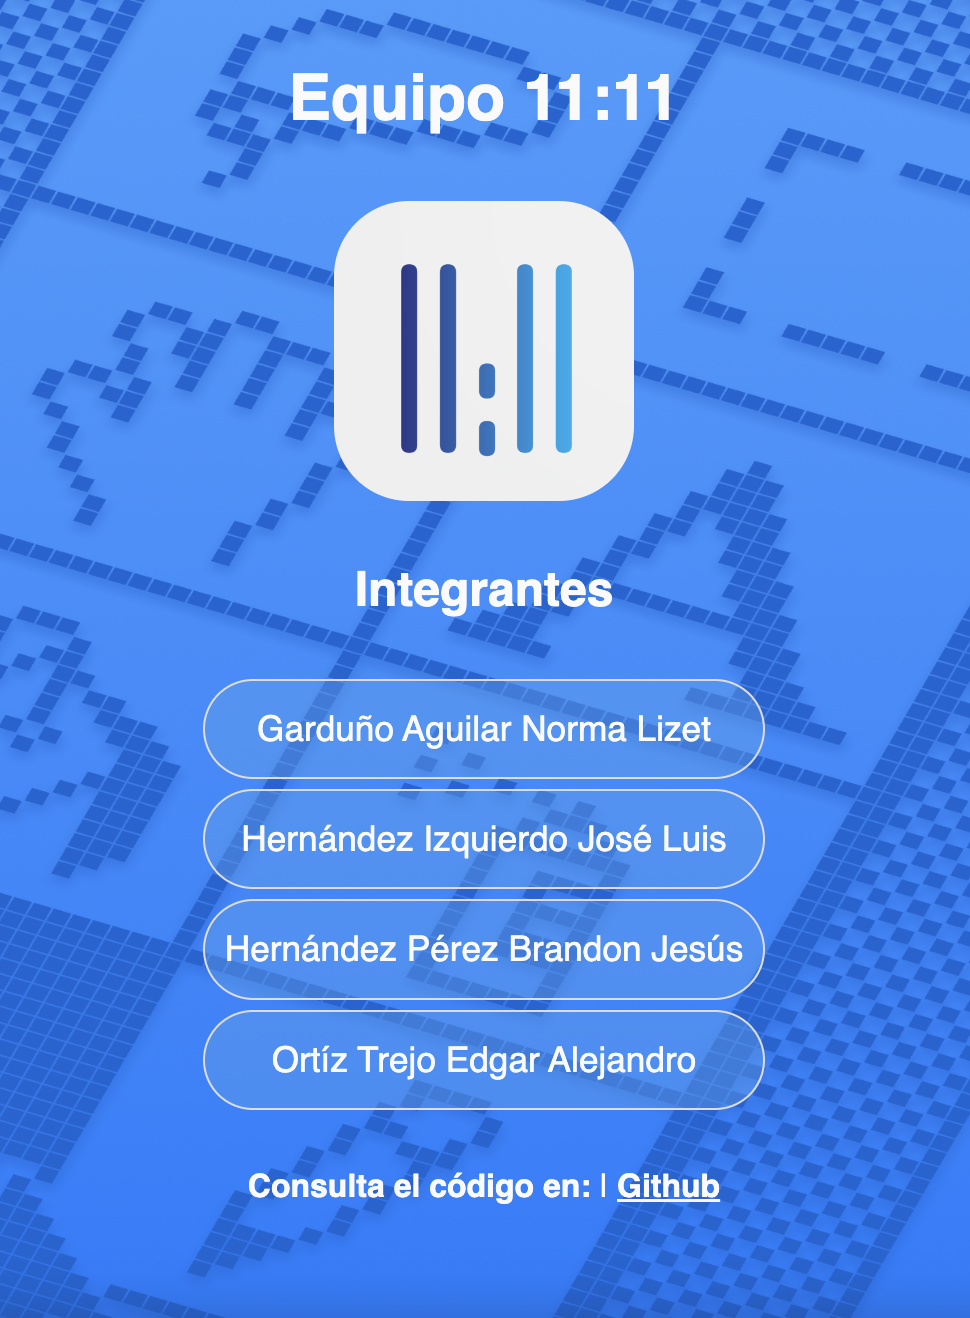 Equipo 11:11
Integrantes
Garduño Aguilar Norma Lizet
Hernández Izquierdo José Luis
Hernández Pérez Brandon Jesús
Ortíz Trejo Edgar Alejandro
Consulta el código en: | Github